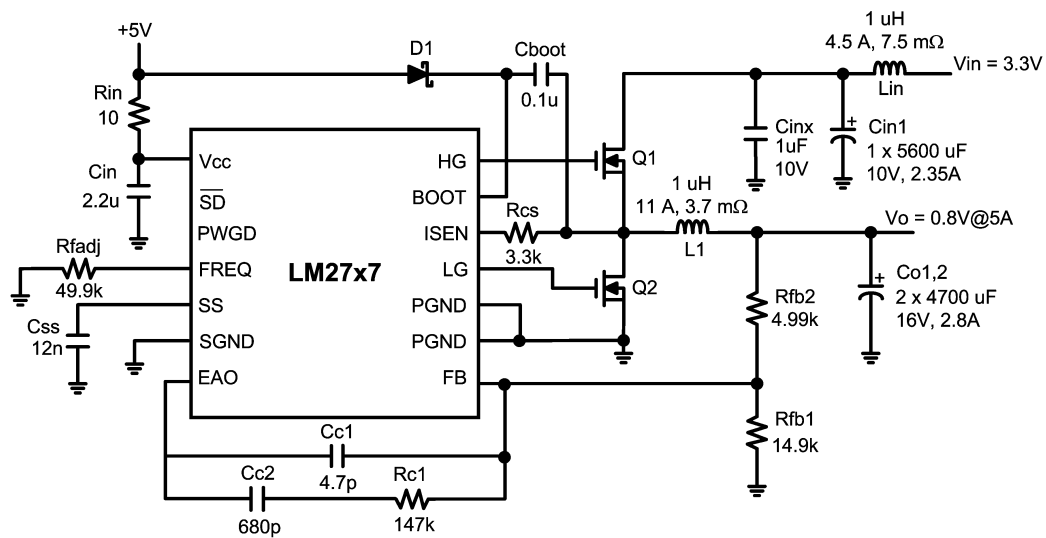 +5V
D1
Cboot
0.1u
1 uH
4.5 A, 7.5 mΩ
Lin
Vin = 3.3V
Rin
10
Cin
2.2u
Cinx
1uF
10V
+
Cin1
1 x 5600 uF
10V, 2.35A
Vcc
SD
PWGD
FREQ
SS
SGND
EAO
LM27x7
HG
BOOT
ISEN
LG
PGND
PGND
FB
Q1
Q2
Rcs
3.3k
1 uH
11 A, 3.7 mΩ
L1
Vo = 0.8V@5A
Rfadj
49.9k
Css
12n
Rfb2
4.99k
+
Co1,2
2 x 4700 uF
16V, 2.8A
Rfb1
14.9k
Cc1
4.7p
Cc2
680p
Rc1
147k